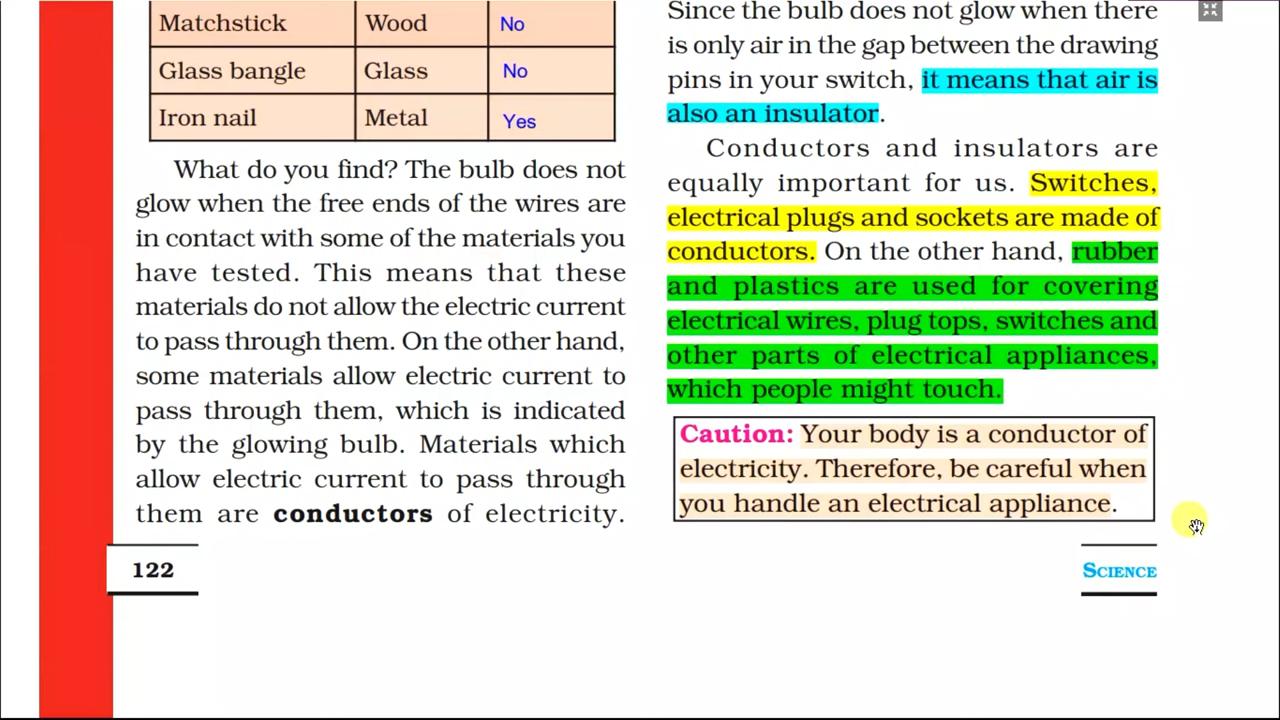 Matchstick Wood No
Glass bangle Glass No
Iron nail Metal Yes
What do you find? The bulb does not
glow when the free ends of the wires are
in contact with some of the materials you
have tested. This means that these
materials do not allow the electric current
to pass through them. On the other hand,
some materials allow electric current to
pass through them, which is indicated
by the glowing bulb. Materials which
allow electric current to pass through
them are conductors of electricity.
Since the bulb does not glow when there
is only air in the gap between the drawing
pins in your switch, it means that air is
also an insulator.
Conductors and insulators are
equally important for us. Switches,
electrical plugs and sockets are made of
conductors. On the other hand, rubber
and plastics are used for covering
electrical wires, plug tops, switches and
other parts of electrical appliances,
which people might touch.
Caution: Your body is a conductor of
electricity. Therefore, be careful when
you handle an electrical appliance.
122
SCIENCE